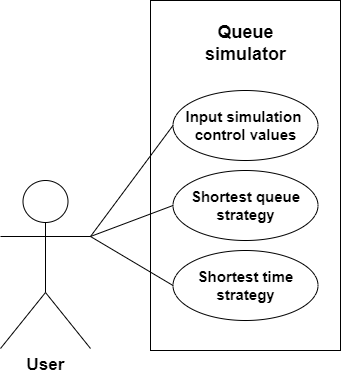 Queue
simulator
Input simulation
control values
Shortest queue
strategy
Shortest time
strategy
User